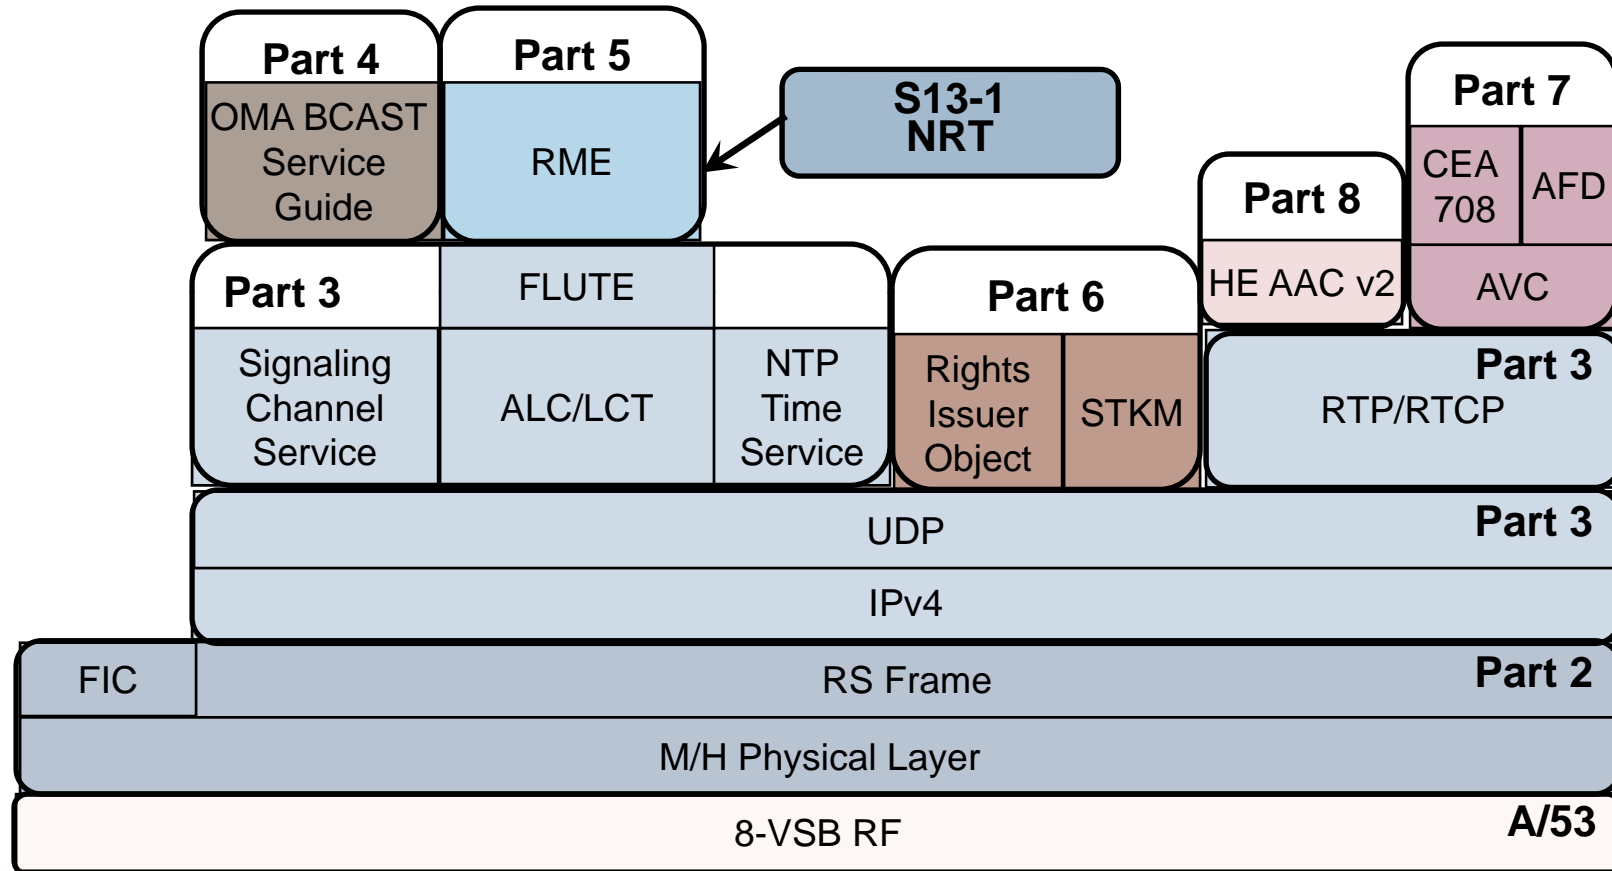 Part 4
OMA BCAST
Service
Guide
Part 5
RME
S13-1
NRT
Part 7
CEA
708
AFD
AVC
Part 8
HE AAC v2
Part 3
FLUTE
Signaling
Channel
Service
ALC/LCT
NTP
Time
Service
Part 6
Rights
Issuer
Object
STKM
Part 3
RTP/RTCP
UDP
Part 3
IPv4
FIC
RS Frame
Part 2
M/H Physical Layer
8-VSB RF
A/53